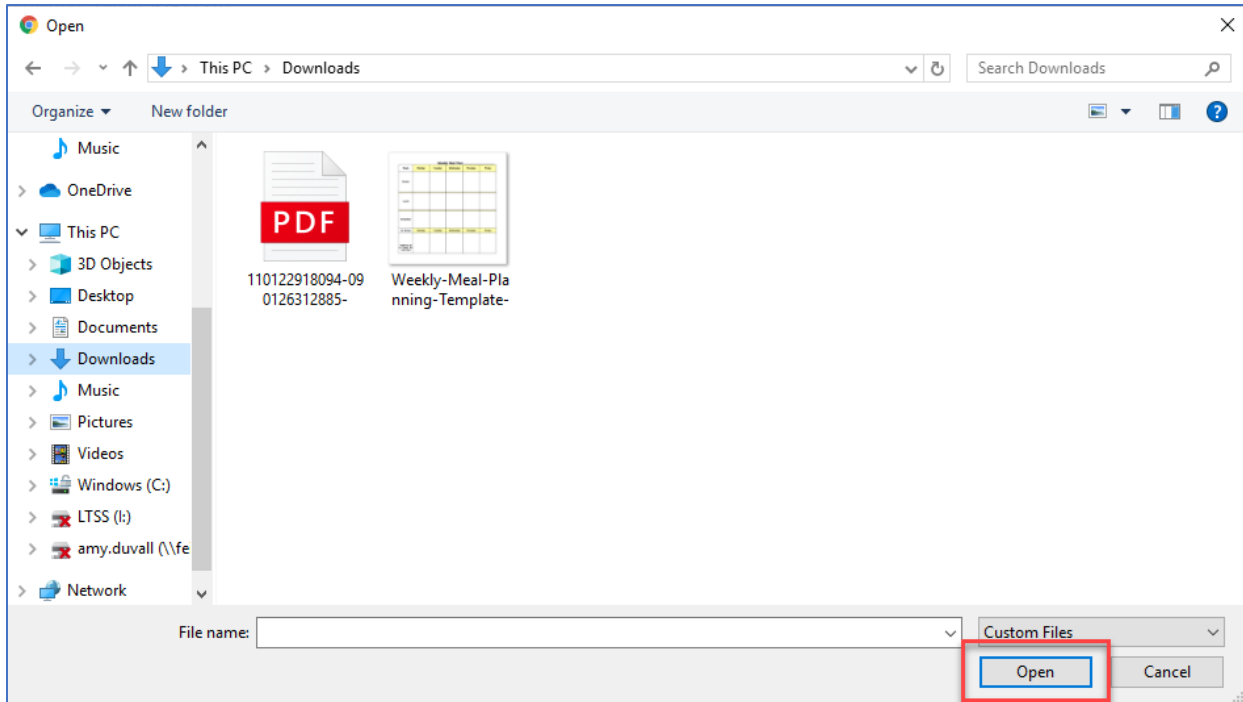 Open
This PC > Downloads
Search Downloads
Organize
New folder
Music
OneDrive
This PC
3D Objects
Desktop
Documents
Downloads
Music
Pictures
Videos
Windows (C:)
LTSS (I:)
amy.duvall (\\fe
Network
PDF
110122918094-09
0126312885-
Weekly-Meal-Pla
nning-Template-
File name:
Custom Files
Open
Cancel